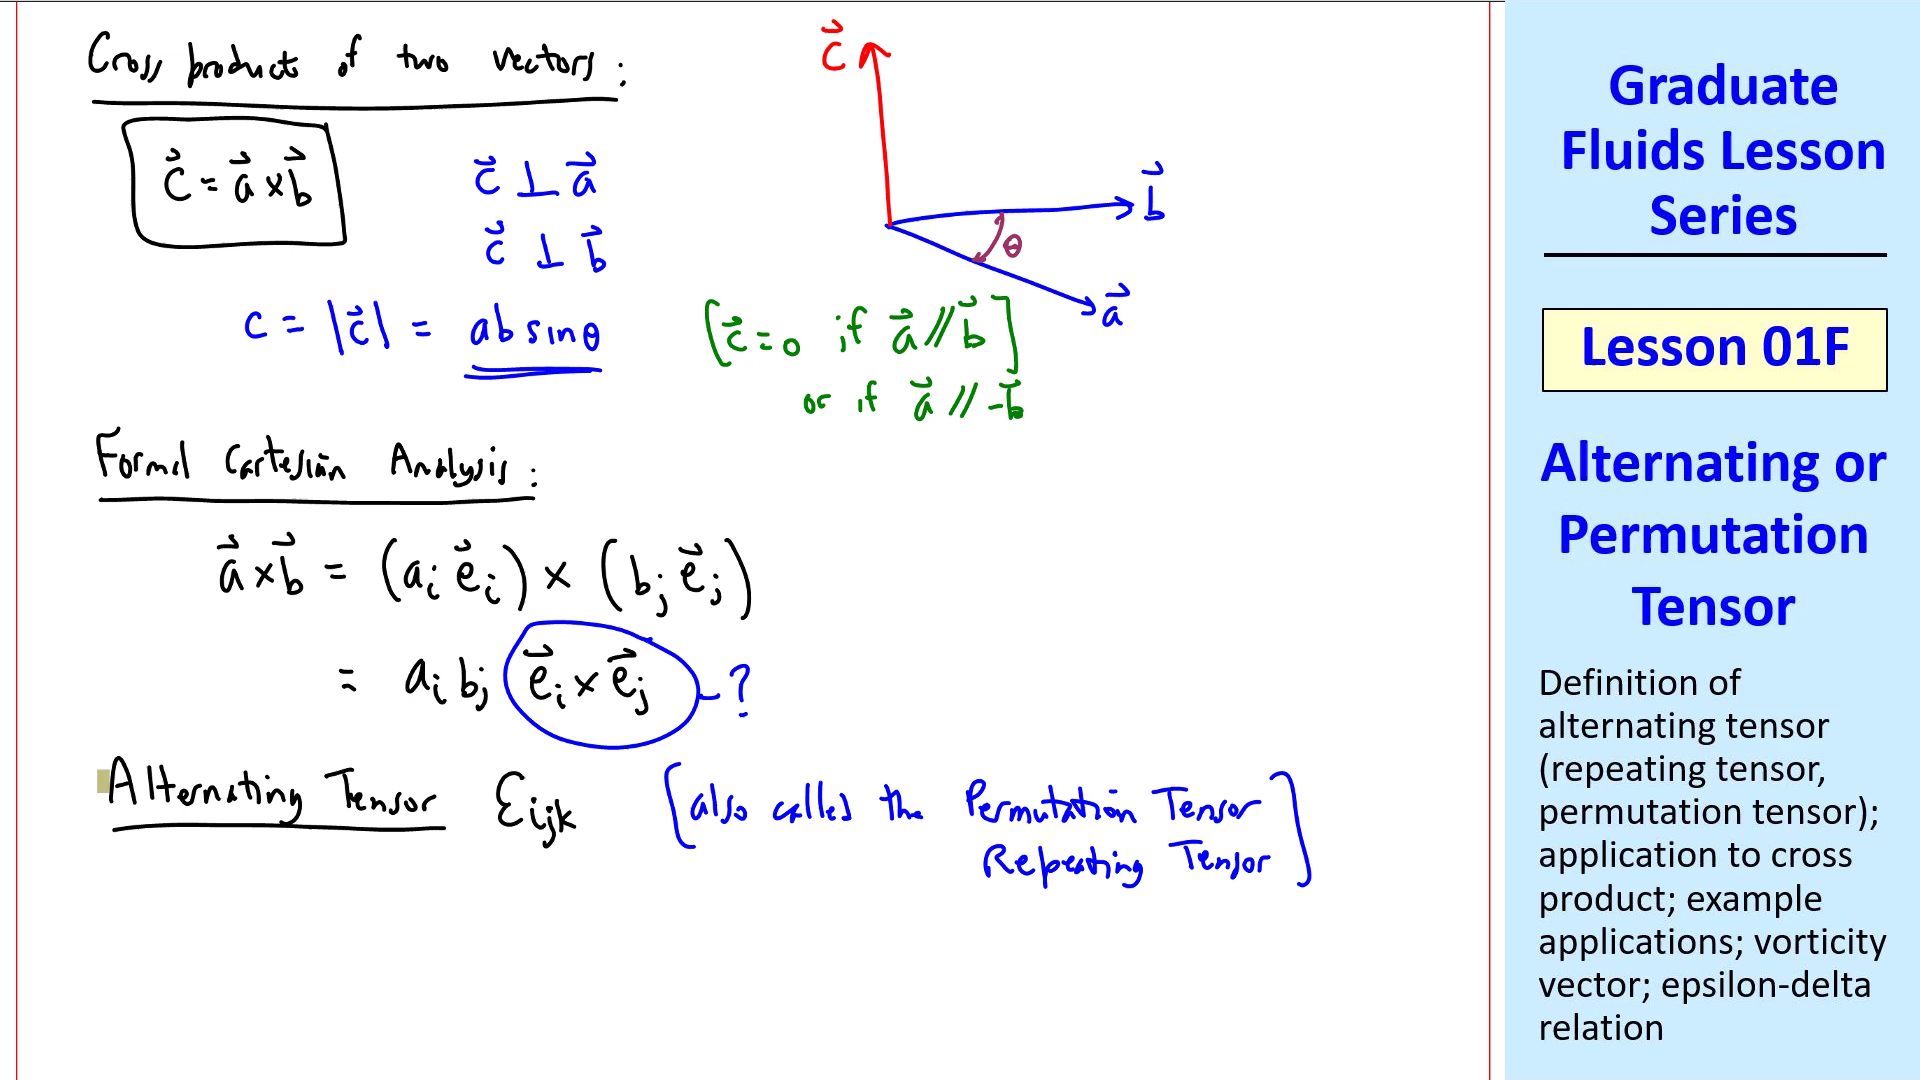 Cross product of two vectors:
c⃗ = a⃗ × b⃗
c⃗ ⊥ a⃗
c⃗ ⊥ b⃗
c = |c⃗| = ab sinθ
c⃗
b⃗
θ
a⃗
[c⃗ = 0 if a⃗ // b⃗]
or if a⃗ // -b⃗
Formal Cartesian Analysis:
a⃗ × b⃗ = (aᵢ e⃗ᵢ) × (bⱼ e⃗ⱼ)
= aᵢ bⱼ e⃗ᵢ × e⃗ⱼ - ?
Alternating Tensor εᵢⱼₖ [also called the Permutation Tensor
Repeating Tensor]
Graduate
Fluids Lesson
Series
Lesson 01F
Alternating or
Permutation
Tensor
Definition of
alternating tensor
(repeating tensor,
permutation tensor);
application to cross
product; example
applications; vorticity
vector; epsilon-delta
relation